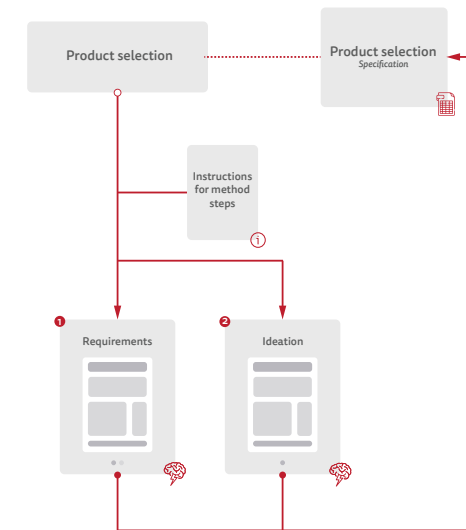 Product selection
Product selection
Specification
Instructions
for method
steps
i
1
Requirements
2
Ideation